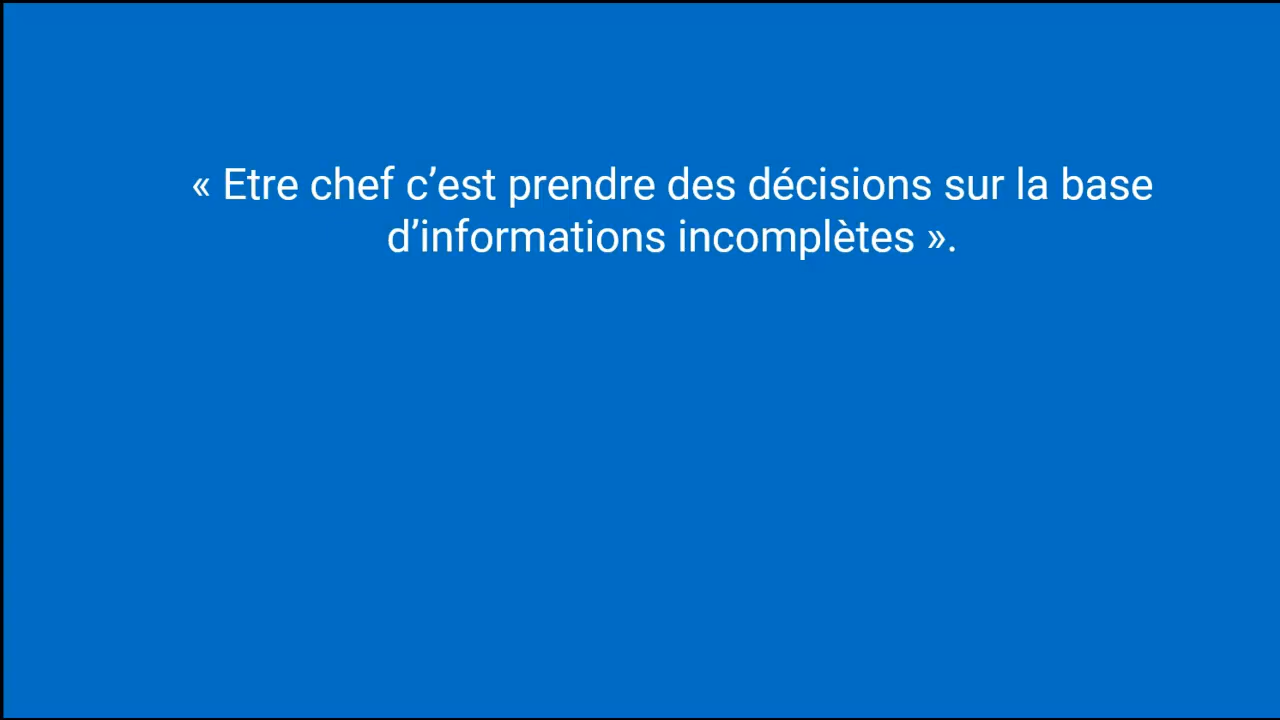 « Etre chef c’est prendre des décisions sur la base
d’informations incomplètes ».